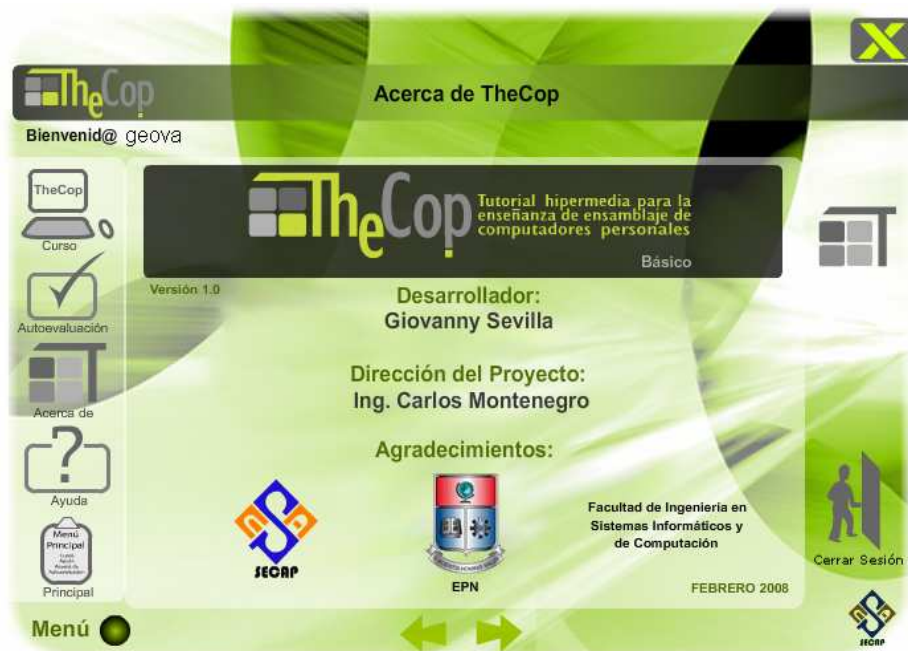 TheCop
Acerca de TheCop
Bienvenid@ geova
TheCop
Curso
Autoevaluación
Acerca de
Ayuda
Menú
Principal
Principal
Menú
TheCop
Tutorial hipermedia para la
enseñanza de ensamblaje de
computadores personales
Básico
Versión 1.0
Desarrollador:
Giovanny Sevilla
Dirección del Proyecto:
Ing. Carlos Montenegro
Agradecimientos:
SECAP
EPN
Facultad de Ingeniería en
Sistemas Informáticos y
de Computación
FEBRERO 2008
Cerrar Sesión
SECAP